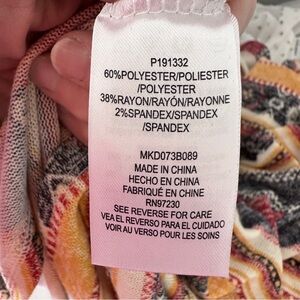 P191332
60%POLYESTER/POLIESTER
/POLYESTER
38%RAYON/RAYÓN/RAYONNE
2%SPANDEX/SPANDEX
/SPANDEX
MKD073B089
MADE IN CHINA
HECHO EN CHINA
FABRIQUÉ EN CHINE
RN97230
SEE REVERSE FOR CARE
VEA EL REVERSO PARA EL CUIDADO
VOIR AU VERSO POUR LES SOINS